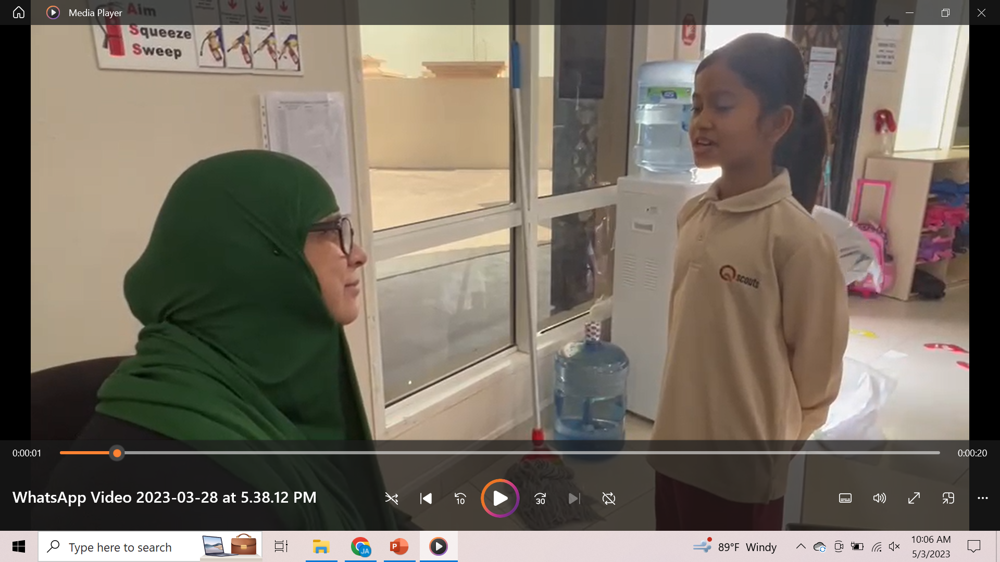 Media Player
Aim
Squeeze
Sweep
Q scouts
0:00:01
0:00:20
WhatsApp Video 2023-03-28 at 5.38.12 PM
10
30
Type here to search
JA
P
89°F Windy
10:06 AM
5/3/2023